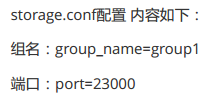 storage.conf配置 内容如下：
组名：group_name=group1
端口：port=23000